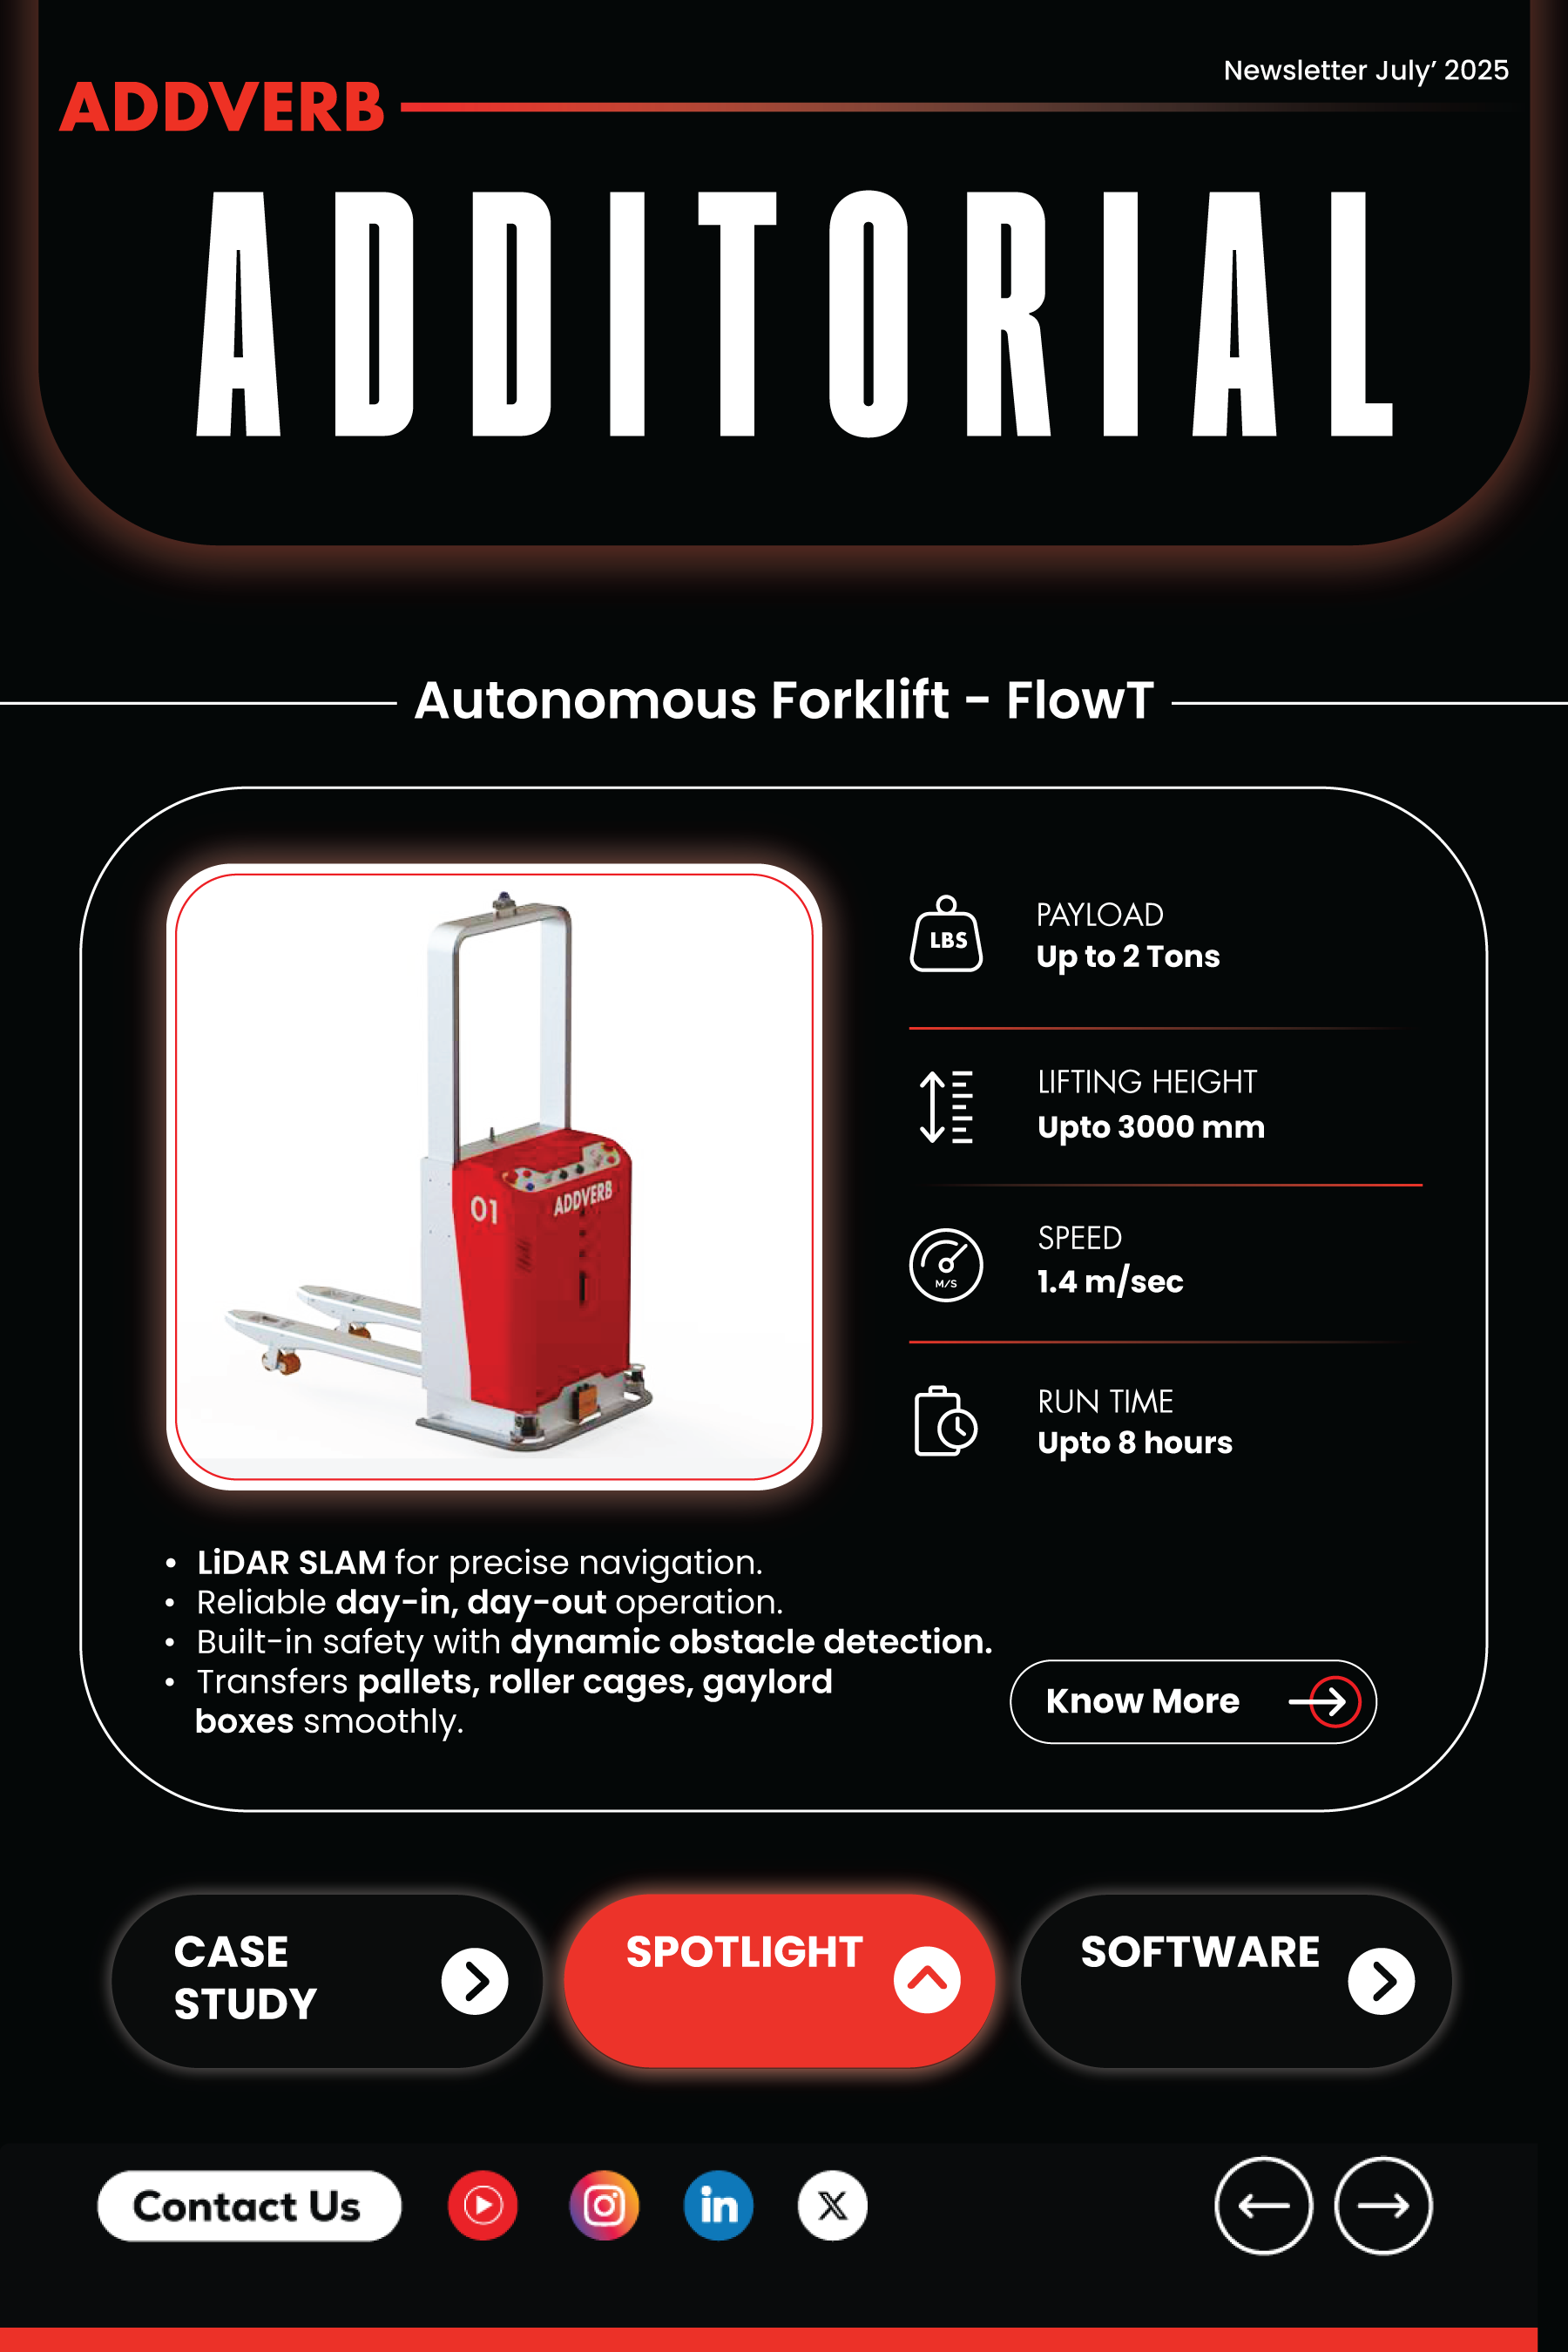 Newsletter July’ 2025
ADDVERB
ADDITORIAL
Autonomous Forklift - FlowT
01
ADDVERB
LBS
PAYLOAD
Up to 2 Tons
LIFTING HEIGHT
Upto 3000 mm
M/S
SPEED
1.4 m/sec
RUN TIME
Upto 8 hours
• LiDAR SLAM for precise navigation.
• Reliable day-in, day-out operation.
• Built-in safety with dynamic obstacle detection.
• Transfers pallets, roller cages, gaylord
boxes smoothly.
Know More
CASE
STUDY
SPOTLIGHT
SOFTWARE
Contact Us
in
X